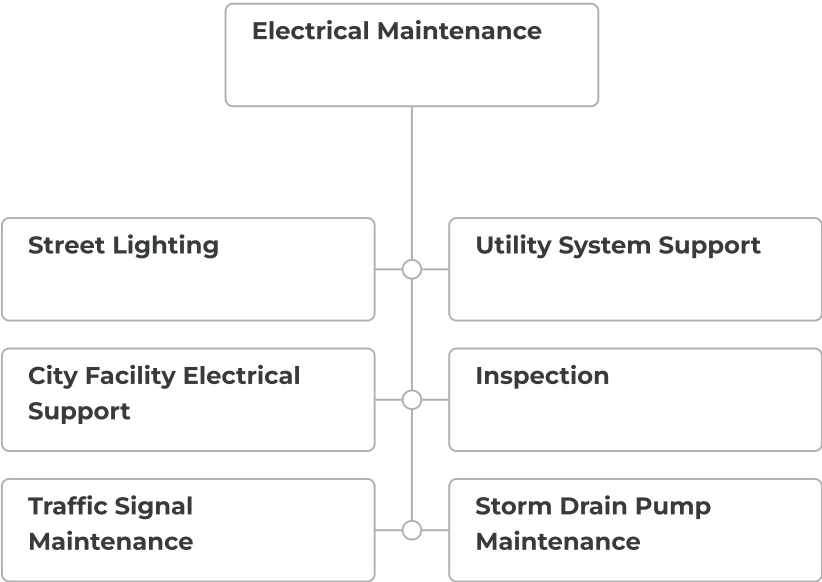 Electrical Maintenance
Street Lighting
Utility System Support
City Facility Electrical
Support
Inspection
Traffic Signal
Maintenance
Storm Drain Pump
Maintenance